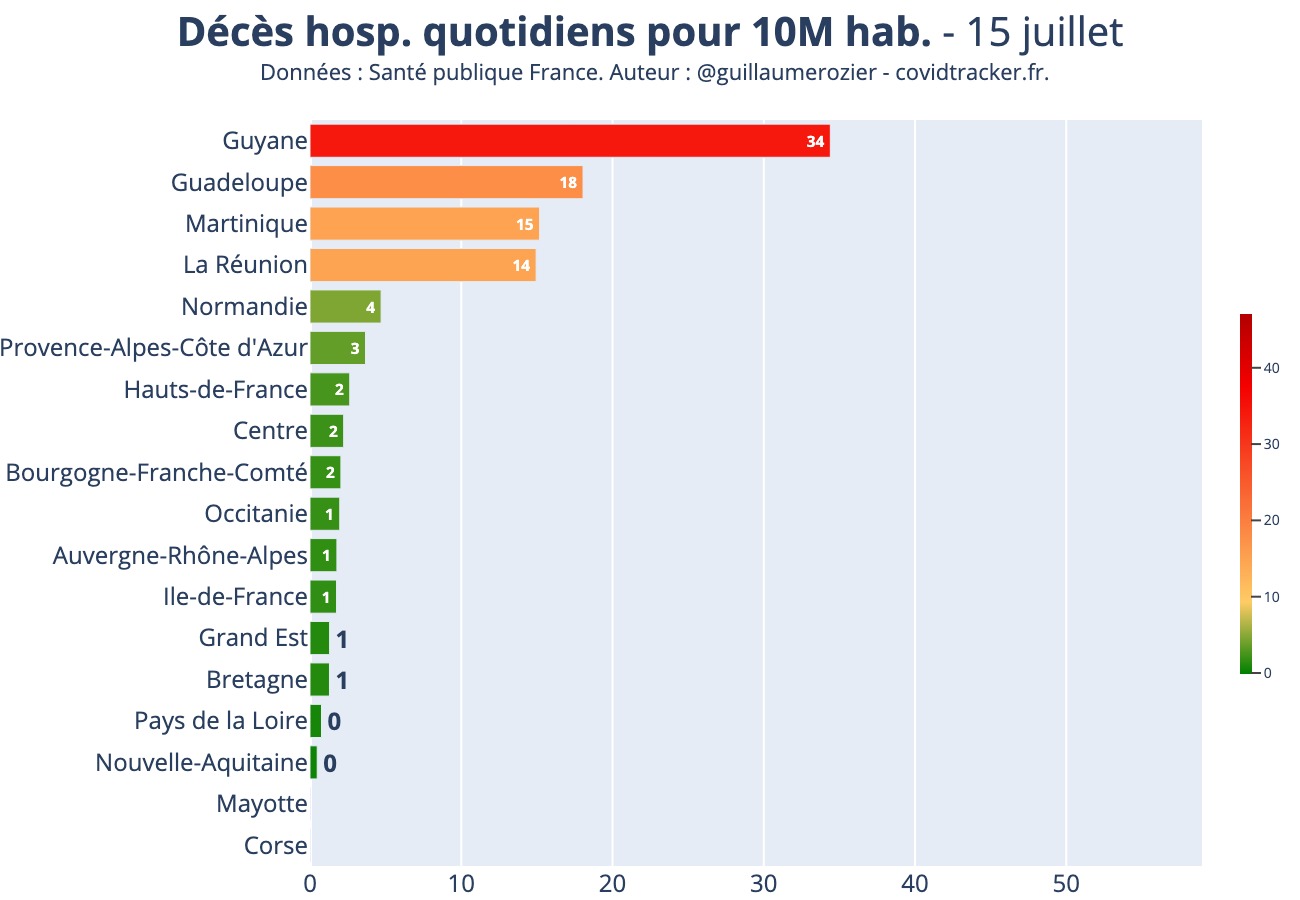 Décès hosp. quotidiens pour 10M hab. - 15 juillet
Données : Santé publique France. Auteur : @guillaumerozier - covidtracker.fr.
Guyane 34
Guadeloupe 18
Martinique 15
La Réunion 14
Normandie 4
Provence-Alpes-Côte d'Azur 3
Hauts-de-France 2
Centre 2
Bourgogne-Franche-Comté 2
Occitanie 1
Auvergne-Rhône-Alpes 1
Ile-de-France 1
Grand Est 1
Bretagne 1
Pays de la Loire 0
Nouvelle-Aquitaine 0
Mayotte
Corse
0 10 20 30 40 50
40
30
20
10
0